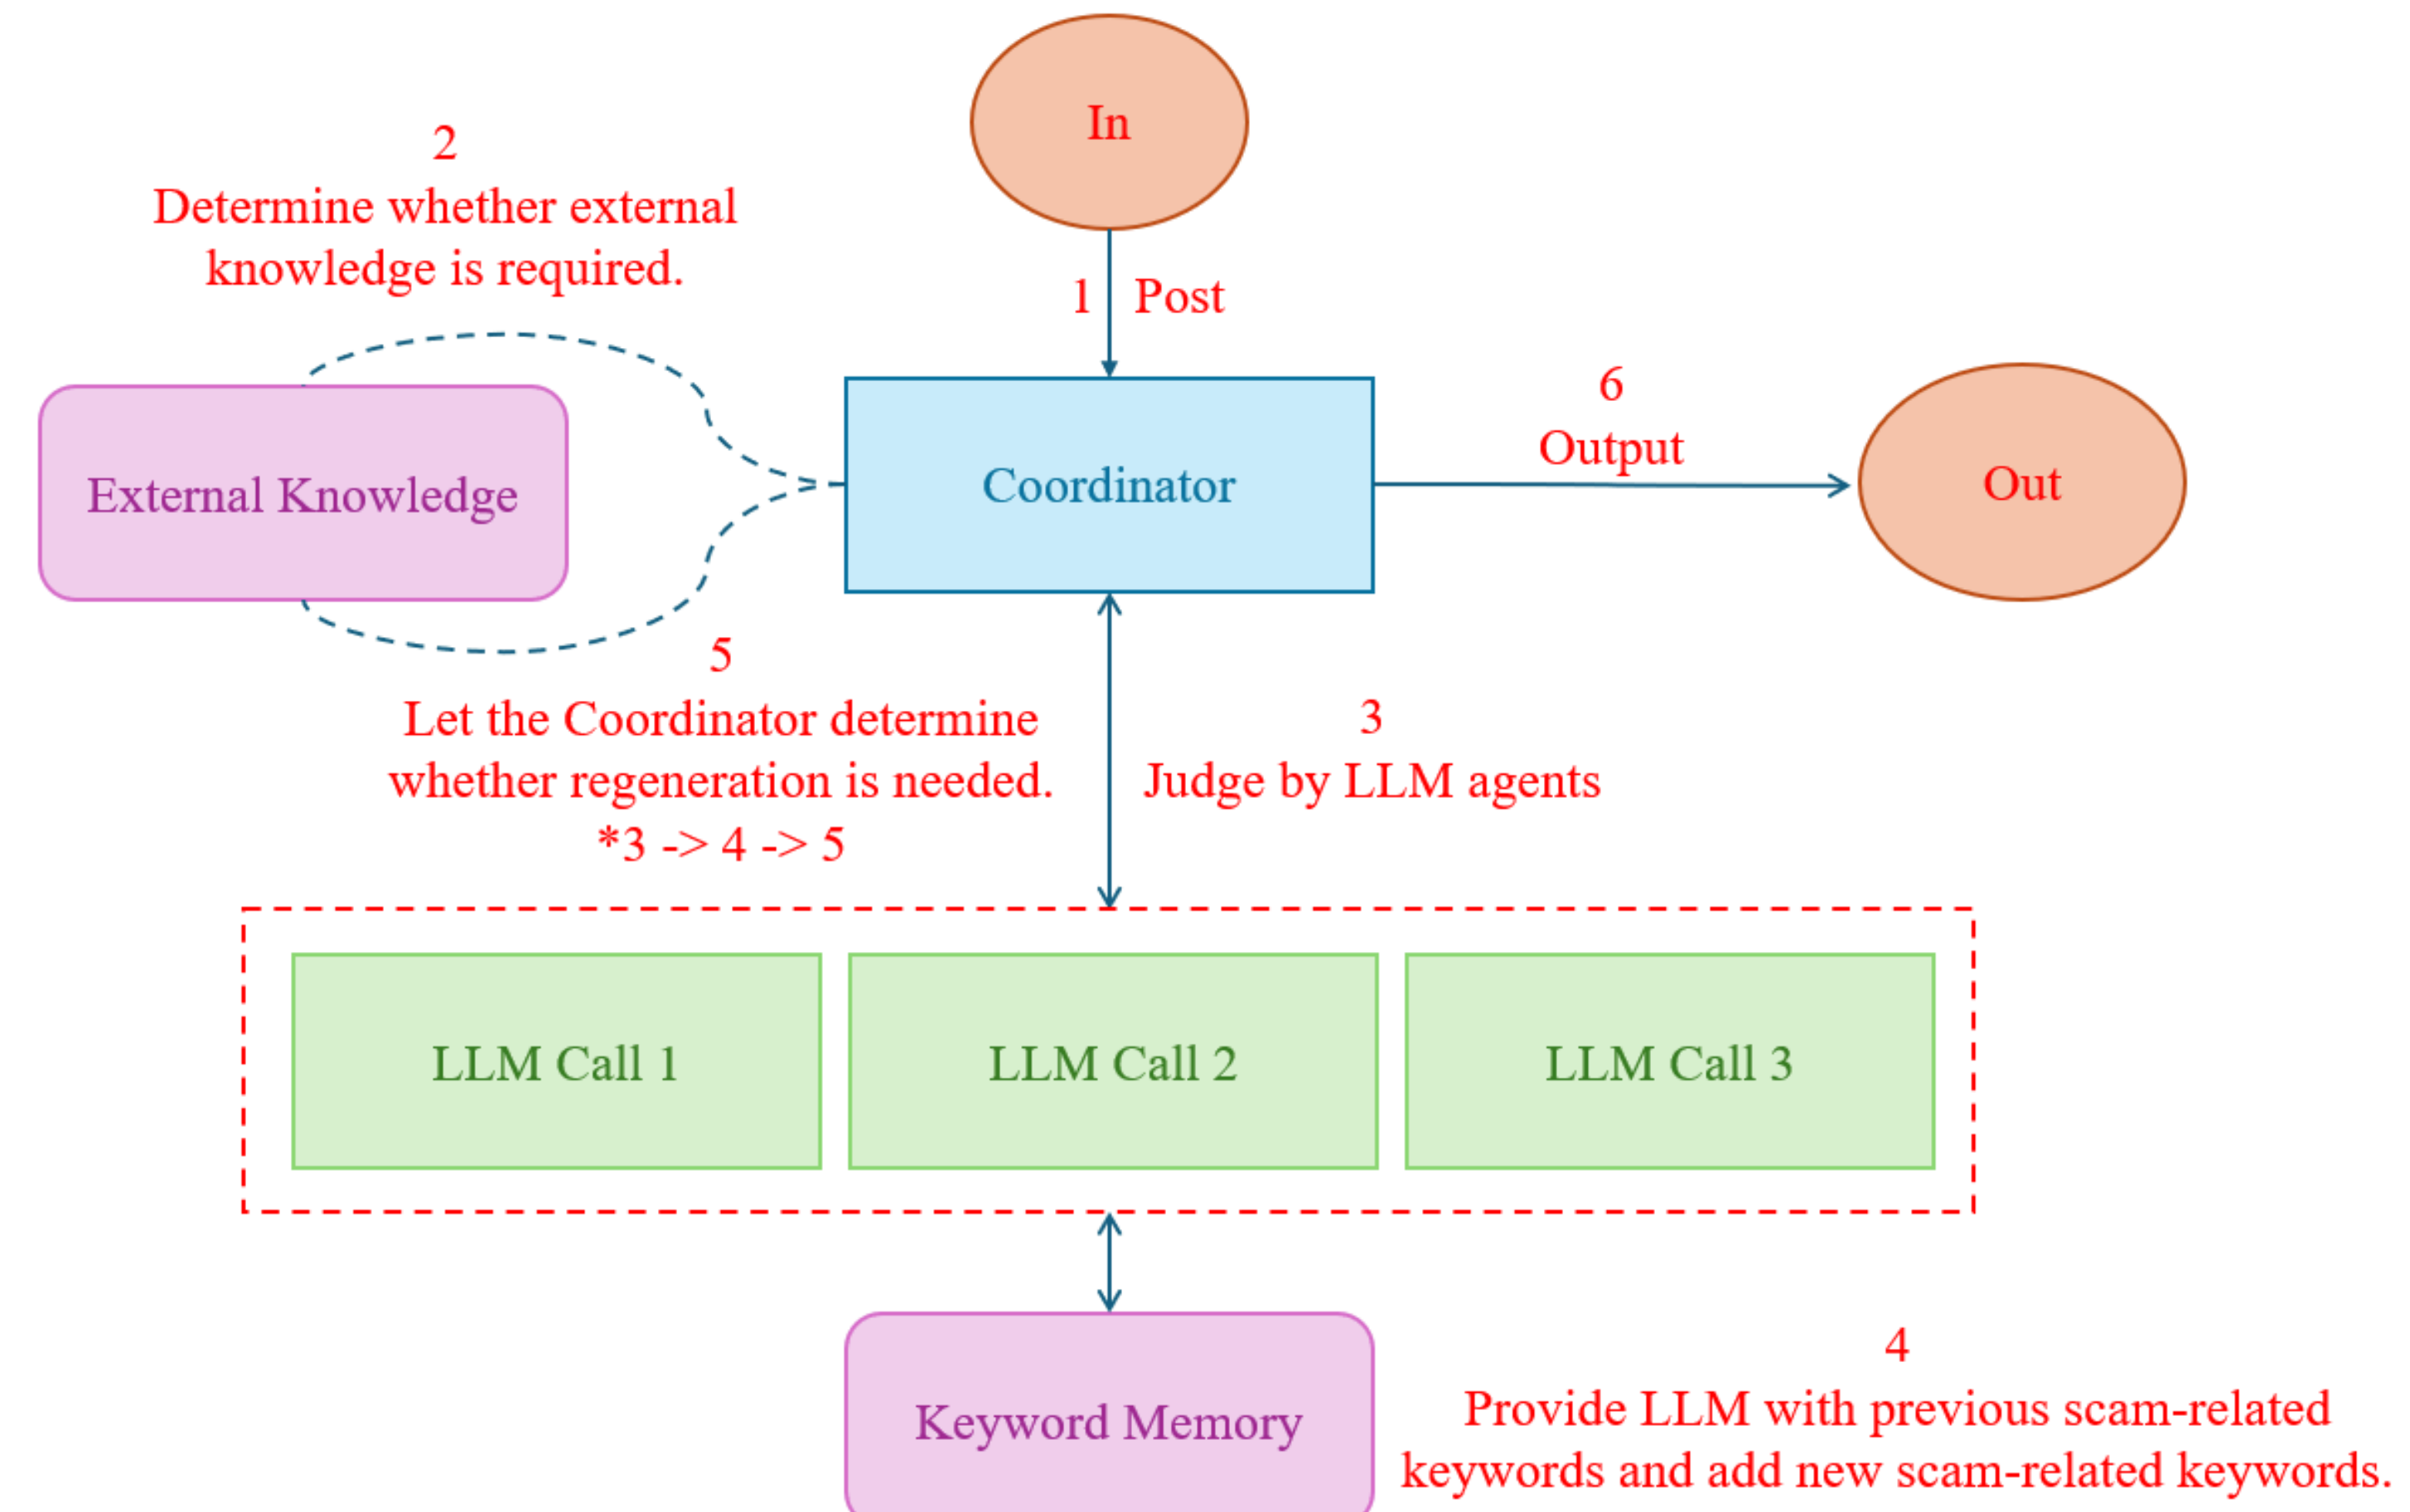 In
2
Determine whether external
knowledge is required.
1 Post
External Knowledge
Coordinator
6
Output
Out
5
Let the Coordinator determine
whether regeneration is needed.
*3 -> 4 -> 5
3
Judge by LLM agents
LLM Call 1
LLM Call 2
LLM Call 3
Keyword Memory
4
Provide LLM with previous scam-related
keywords and add new scam-related keywords.